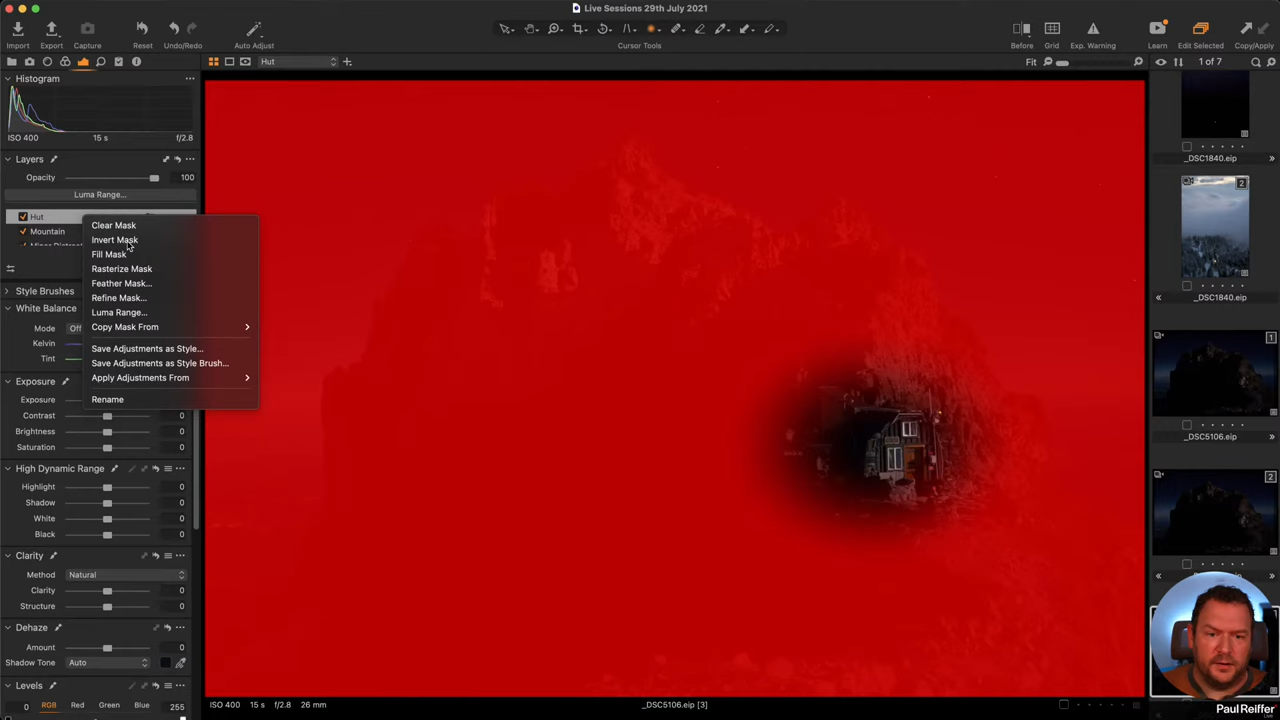 Live Sessions 29th July 2021
Import
Export
Capture
Reset
Undo/Redo
Auto Adjust
Cursor Tools
Before
Grid
Exp. Warning
Learn
Edit Selected
Copy/Apply
Hut
Fit
1 of 7
Histogram
ISO 400 15 s f/2.8
Layers
Opacity 100
Luma Range...
Hut
Mountain
Clear Mask
Invert Mask
Fill Mask
Rasterize Mask
Feather Mask...
Refine Mask...
Luma Range...
Copy Mask From
Save Adjustments as Style...
Save Adjustments as Style Brush...
Apply Adjustments From
Rename
Style Brushes
White Balance
Mode
Kelvin
Tint
Exposure
Exposure
Contrast 0
Brightness 0
Saturation 0
High Dynamic Range
Highlight 0
Shadow 0
White 0
Black 0
Clarity
Method Natural
Clarity 0
Structure 0
Dehaze
Amount 0
Shadow Tone Auto
Levels
0 RGB Red Green Blue 255
_DSC1840.eip
2
_DSC1840.eip
1
_DSC5106.eip
2
ISO 400 15 s f/2.8 26 mm
_DSC5106.eip [3]
Paul Reiffer
Live